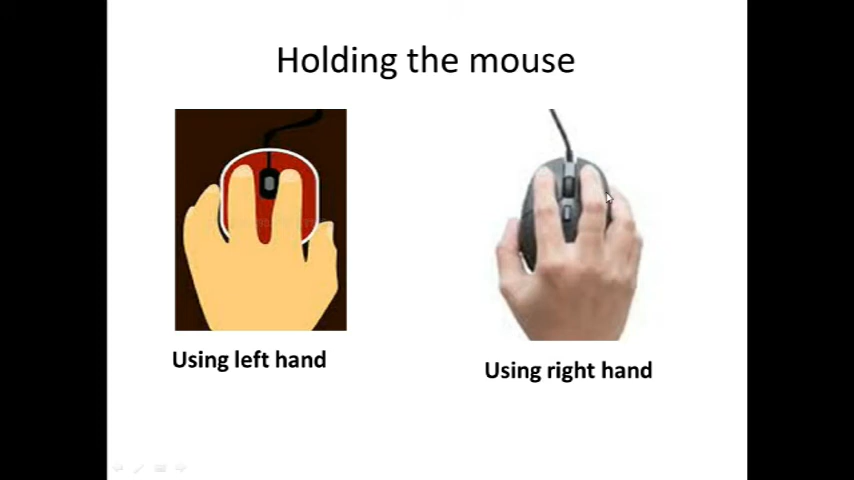 Holding the mouse
Using left hand
Using right hand